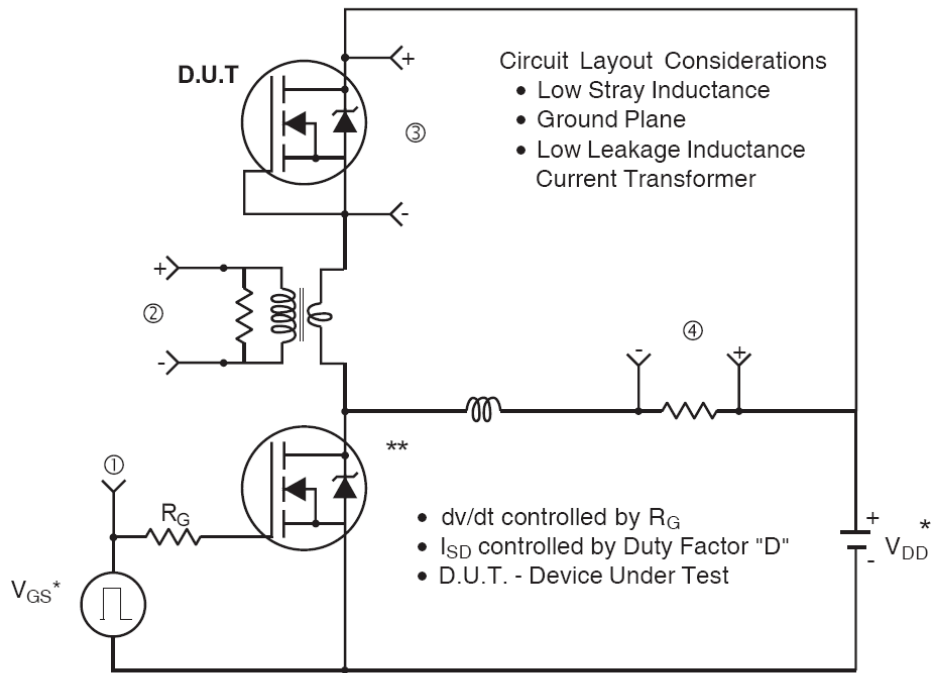 D.U.T
+
Circuit Layout Considerations
• Low Stray Inductance
③
• Ground Plane
• Low Leakage Inductance
Current Transformer
-
+
②
-
④
- +
**
①
R_G
• dv/dt controlled by R_G
• I_SD controlled by Duty Factor "D"
• D.U.T. - Device Under Test
+
-
V_DD*
V_GS*